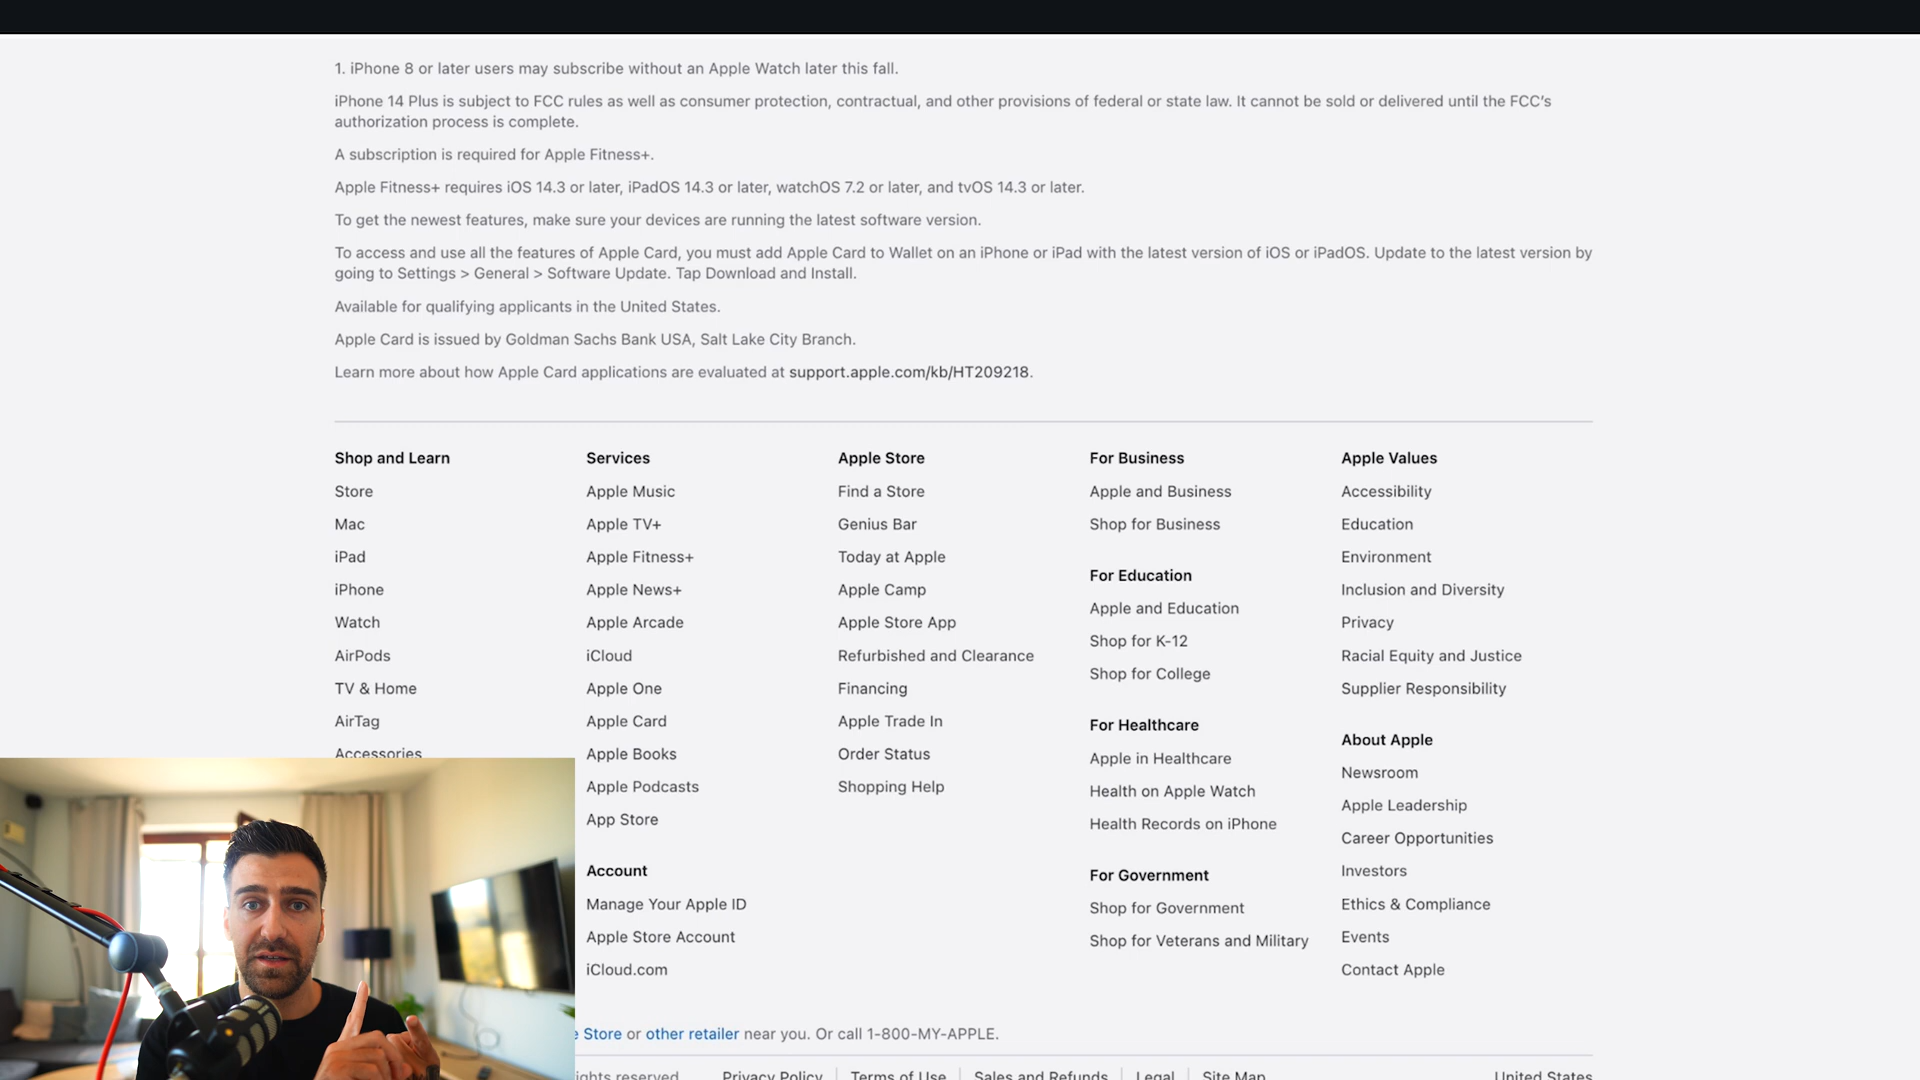 1. iPhone 8 or later users may subscribe without an Apple Watch later this fall.
iPhone 14 Plus is subject to FCC rules as well as consumer protection, contractual, and other provisions of federal or state law. It cannot be sold or delivered until the FCC’s
authorization process is complete.
A subscription is required for Apple Fitness+.
Apple Fitness+ requires iOS 14.3 or later, iPadOS 14.3 or later, watchOS 7.2 or later, and tvOS 14.3 or later.
To get the newest features, make sure your devices are running the latest software version.
To access and use all the features of Apple Card, you must add Apple Card to Wallet on an iPhone or iPad with the latest version of iOS or iPadOS. Update to the latest version by
going to Settings > General > Software Update. Tap Download and Install.
Available for qualifying applicants in the United States.
Apple Card is issued by Goldman Sachs Bank USA, Salt Lake City Branch.
Learn more about how Apple Card applications are evaluated at support.apple.com/kb/HT209218.
Shop and Learn
Store
Mac
iPad
iPhone
Watch
AirPods
TV & Home
AirTag
Accessories
Services
Apple Music
Apple TV+
Apple Fitness+
Apple News+
Apple Arcade
iCloud
Apple One
Apple Card
Apple Books
Apple Podcasts
App Store
Account
Manage Your Apple ID
Apple Store Account
iCloud.com
Apple Store
Find a Store
Genius Bar
Today at Apple
Apple Camp
Apple Store App
Refurbished and Clearance
Financing
Apple Trade In
Order Status
Shopping Help
For Business
Apple and Business
Shop for Business
For Education
Apple and Education
Shop for K-12
Shop for College
For Healthcare
Apple in Healthcare
Health on Apple Watch
Health Records on iPhone
For Government
Shop for Government
Shop for Veterans and Military
Apple Values
Accessibility
Education
Environment
Inclusion and Diversity
Privacy
Racial Equity and Justice
Supplier Responsibility
About Apple
Newsroom
Apple Leadership
Career Opportunities
Investors
Ethics & Compliance
Events
Contact Apple
Store or other retailer near you. Or call 1-800-MY-APPLE.
reserved. Privacy Policy Terms of Use Sales and Refunds Legal Site Map United States